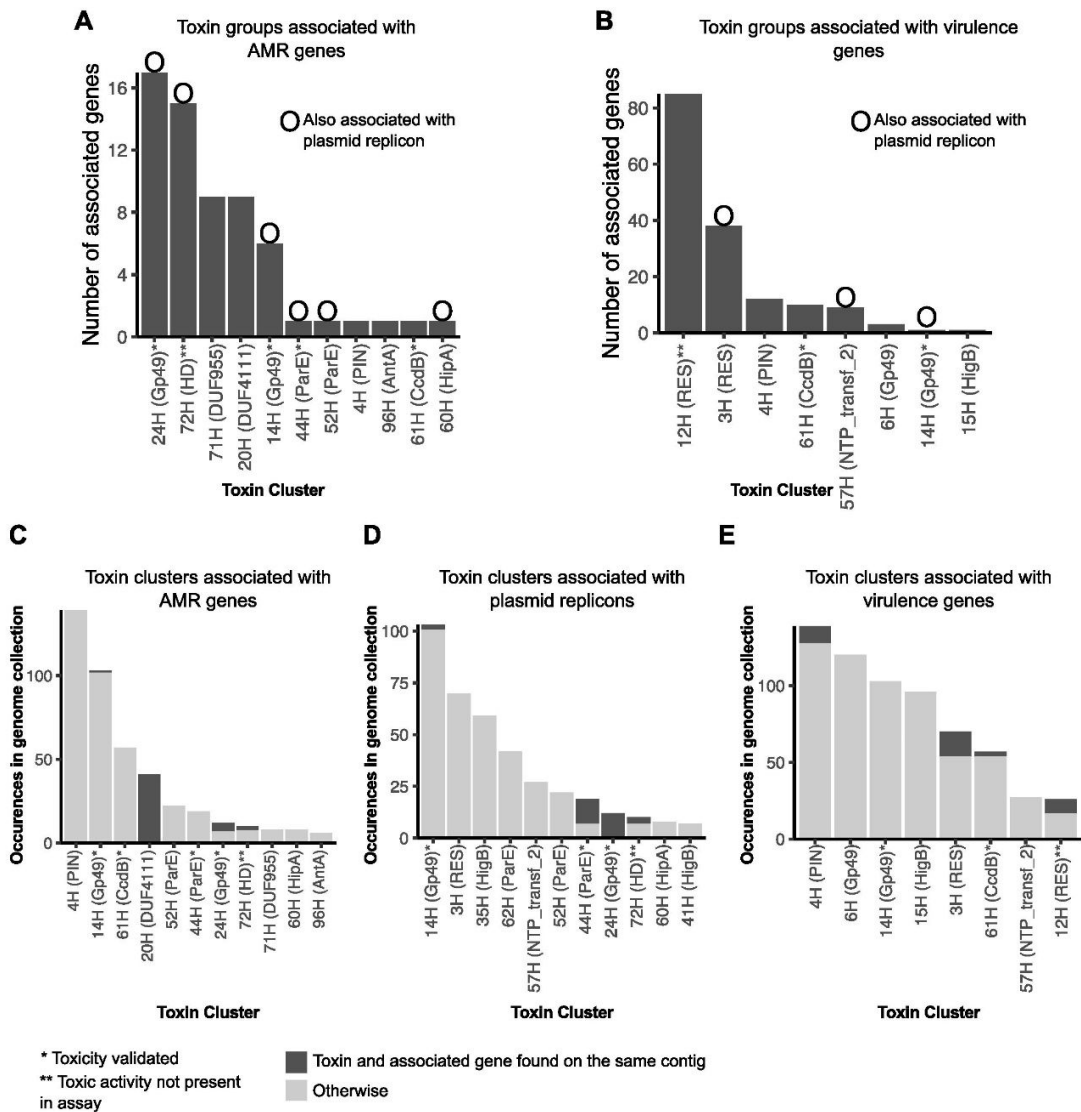 A
Toxin groups associated with
AMR genes
Number of associated genes
16
12
8
4
0
Also associated with
plasmid replicon
24H (Gp49)*
72H (HD)**
71H (DUF955)
20H (DUF4111)
14H (Gp49)*
44H (ParE)*
52H (ParE)
4H (PIN)
96H (AntA)
61H (CcdB)*
60H (HipA)
Toxin Cluster
B
Toxin groups associated with virulence
genes
Number of associated genes
80
60
40
20
0
Also associated with
plasmid replicon
12H (RES)**
3H (RES)
4H (PIN)
61H (CcdB)*
57H (NTP_transf_2)
6H (Gp49)
14H (Gp49)*
15H (HigB)
Toxin Cluster
C
Toxin clusters associated with
AMR genes
Occurences in genome collection
100
50
0
4H (PIN)
14H (Gp49)*
61H (CcdB)*
20H (DUF4111)
52H (ParE)
44H (ParE)*
24H (Gp49)*
72H (HD)**
71H (DUF955)
60H (HipA)
96H (AntA)
Toxin Cluster
D
Toxin clusters associated with
plasmid replicons
Occurences in genome collection
100
75
50
25
0
14H (Gp49)*
3H (RES)
35H (HigB)
62H (ParE)
57H (NTP_transf_2)
52H (ParE)
44H (ParE)*
24H (Gp49)*
72H (HD)**
60H (HipA)
41H (HigB)
Toxin Cluster
E
Toxin clusters associated with
virulence genes
Occurences in genome collection
100
50
0
4H (PIN)
6H (Gp49)
14H (Gp49)*
15H (HigB)
3H (RES)
61H (CcdB)*
57H (NTP_transf_2)
12H (RES)**
Toxin Cluster
* Toxicity validated
** Toxic activity not present
in assay
Toxin and associated gene found on the same contig
Otherwise